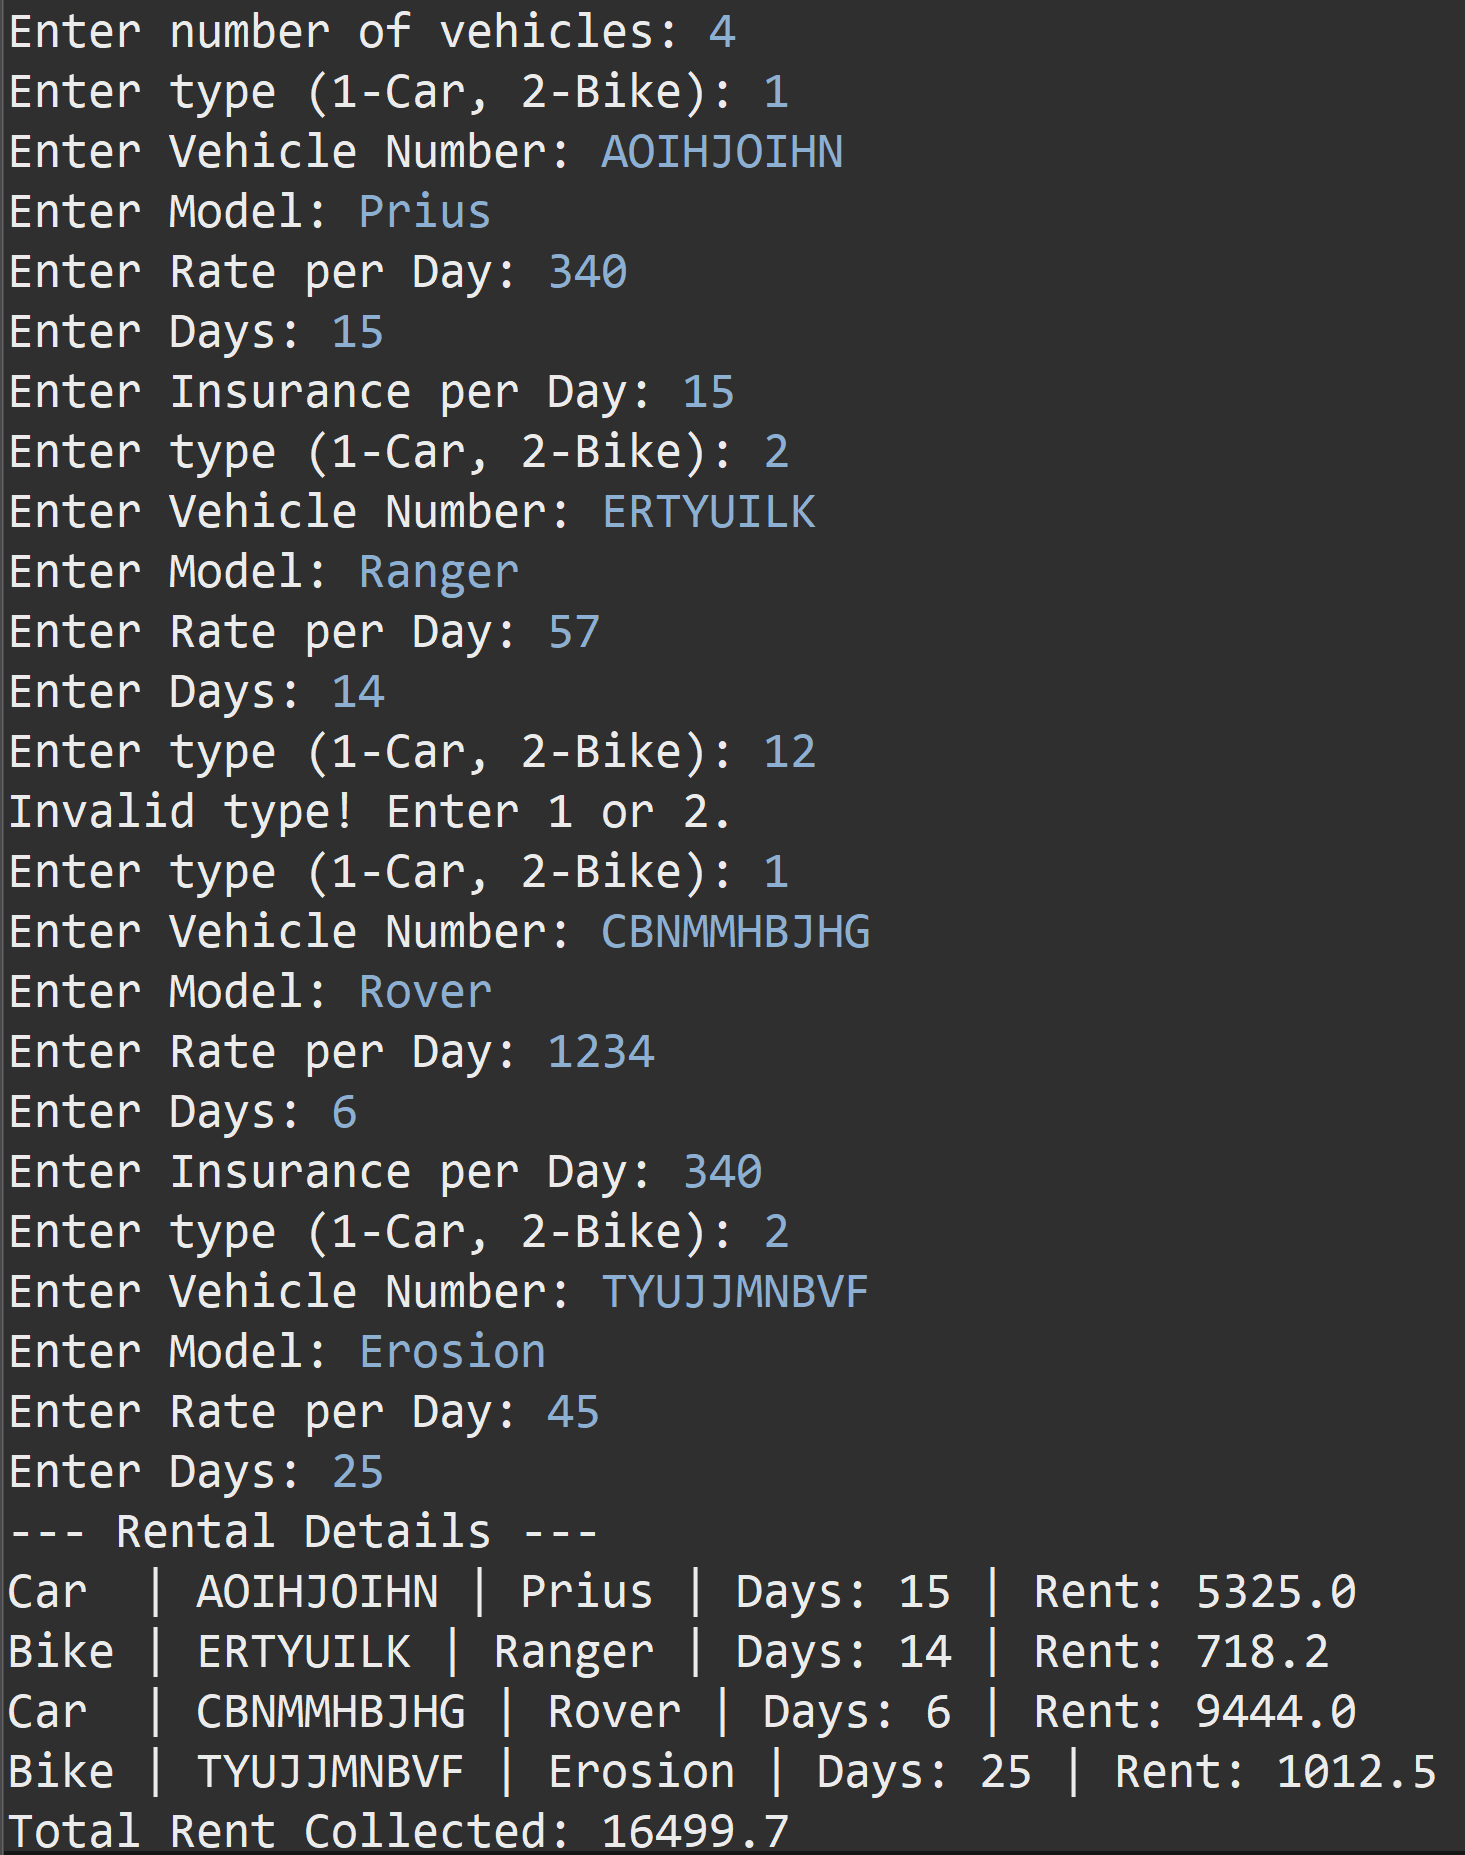 Enter number of vehicles: 4
Enter type (1-Car, 2-Bike): 1
Enter Vehicle Number: AOIHJOIHN
Enter Model: Prius
Enter Rate per Day: 340
Enter Days: 15
Enter Insurance per Day: 15
Enter type (1-Car, 2-Bike): 2
Enter Vehicle Number: ERTYUILK
Enter Model: Ranger
Enter Rate per Day: 57
Enter Days: 14
Enter type (1-Car, 2-Bike): 12
Invalid type! Enter 1 or 2.
Enter type (1-Car, 2-Bike): 1
Enter Vehicle Number: CBNMMHBJHG
Enter Model: Rover
Enter Rate per Day: 1234
Enter Days: 6
Enter Insurance per Day: 340
Enter type (1-Car, 2-Bike): 2
Enter Vehicle Number: TYUJJMNBVF
Enter Model: Erosion
Enter Rate per Day: 45
Enter Days: 25
--- Rental Details ---
Car  | AOIHJOIHN | Prius | Days: 15 | Rent: 5325.0
Bike | ERTYUILK | Ranger | Days: 14 | Rent: 718.2
Car  | CBNMMHBJHG | Rover | Days: 6 | Rent: 9444.0
Bike | TYUJJMNBVF | Erosion | Days: 25 | Rent: 1012.5
Total Rent Collected: 16499.7